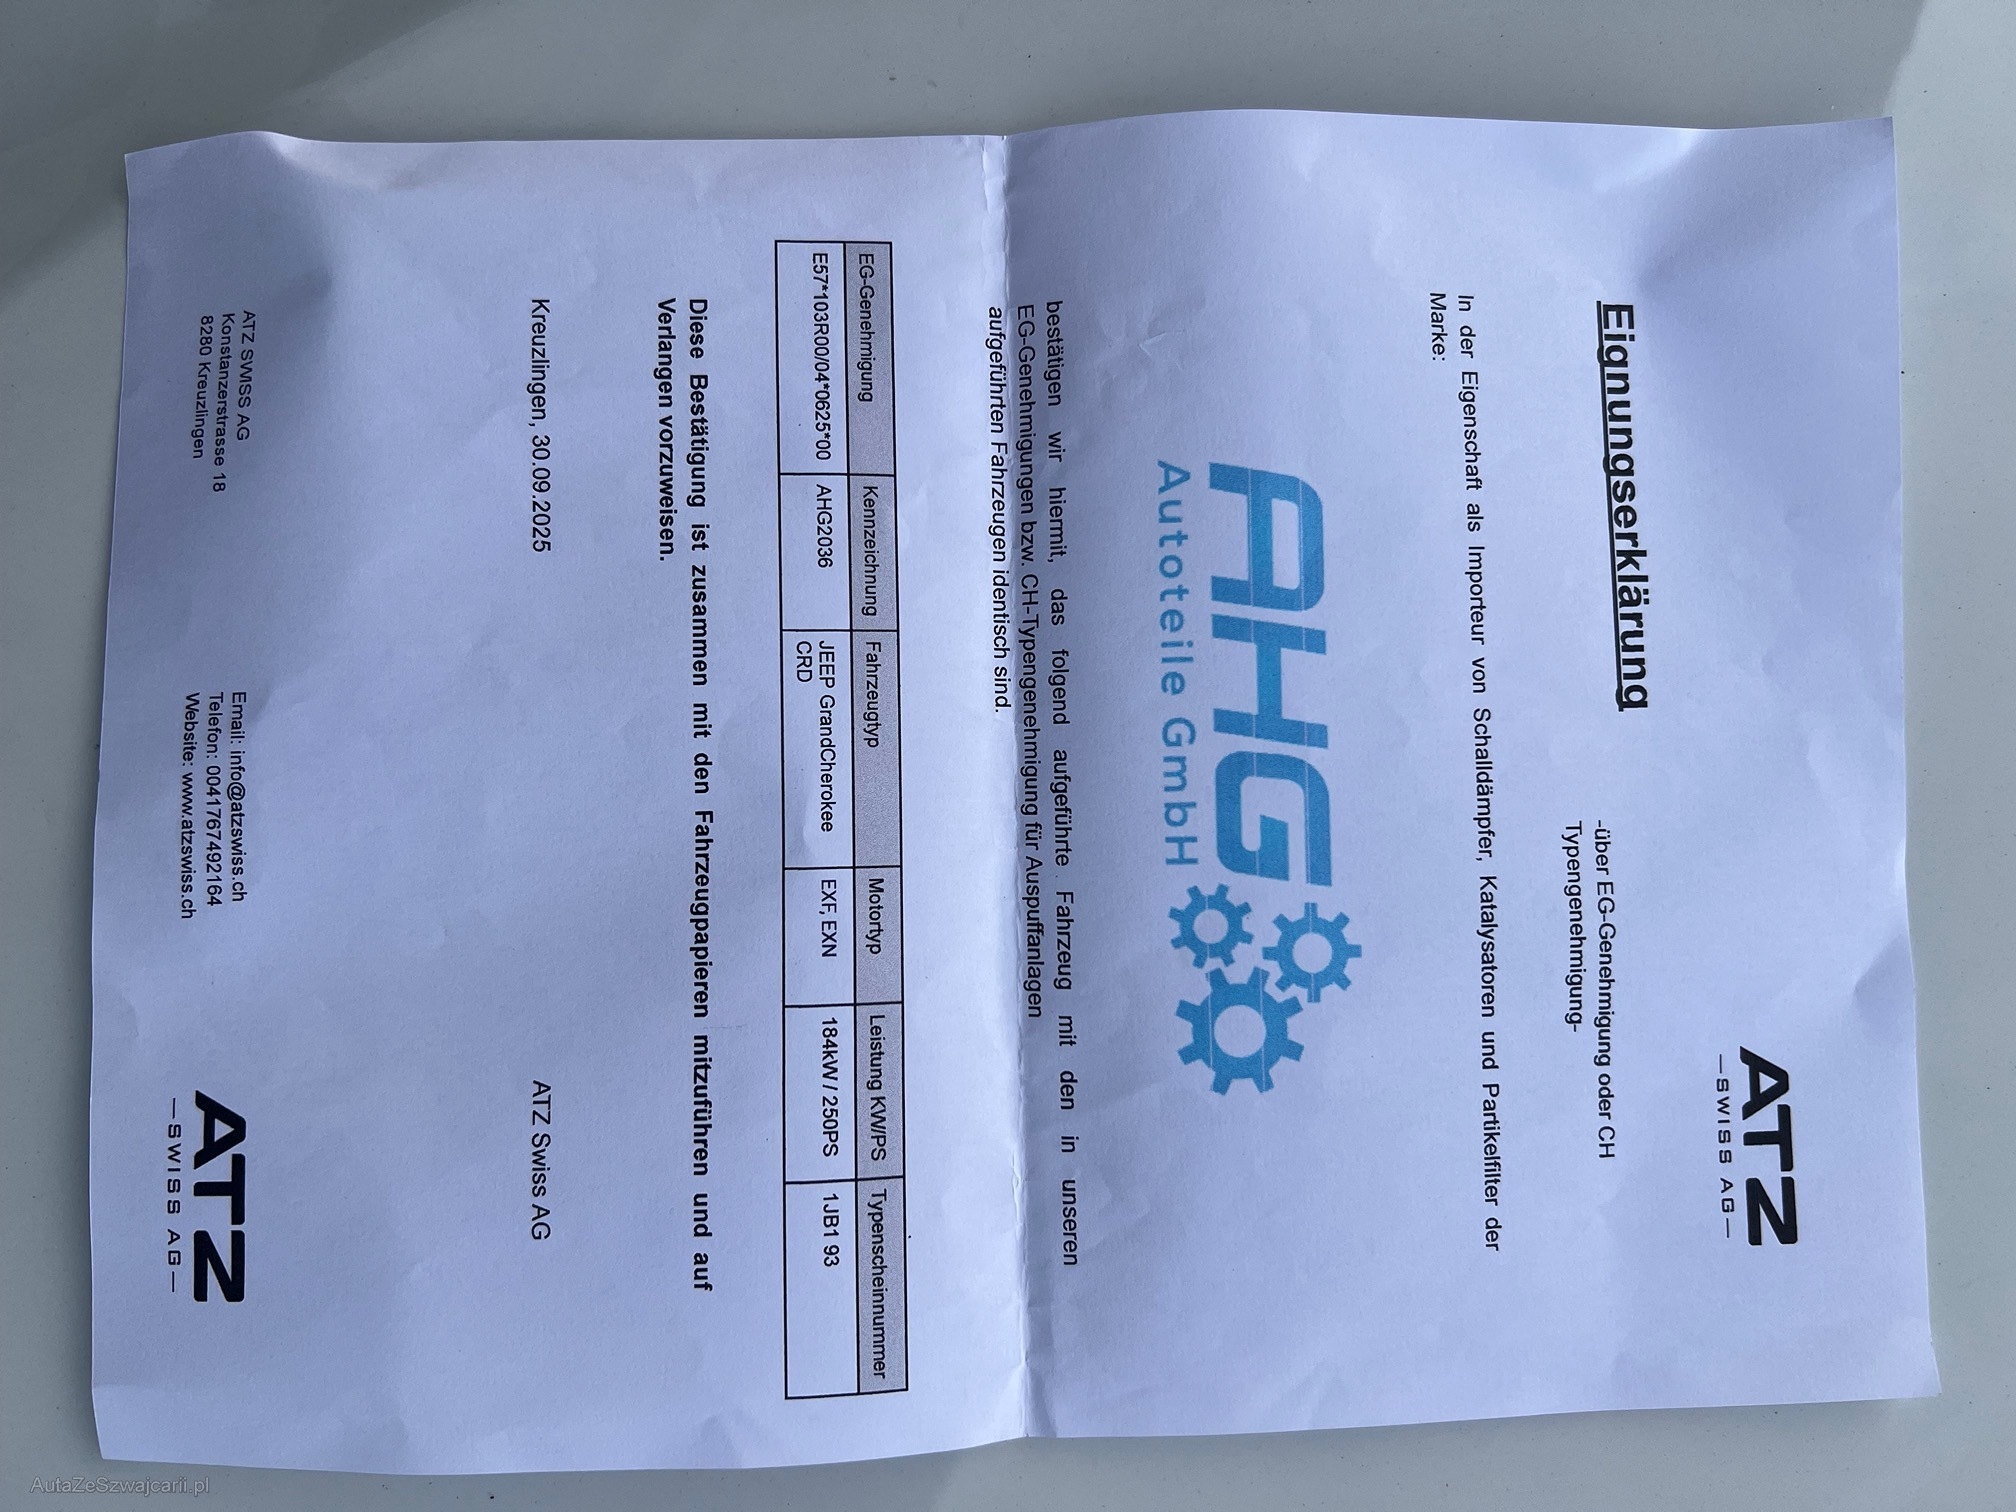 ATZ
—SWISS AG—
Eignungserklärung
-über EG-Genehmigung oder CH
Typengenehmigung-
In der Eigenschaft als Importeur von Schalldämpfer, Katalysatoren und Partikelfilter der
Marke:
AHG
Autoteile GmbH
bestätigen wir hiermit, das folgend aufgeführte Fahrzeug mit den in unseren
EG-Genehmigungen bzw. CH-Typengenehmigung für Auspuffanlagen
aufgeführten Fahrzeugen identisch sind.
EG-Genehmigung Kennzeichnung Fahrzeugtyp Motortyp Leistung KW/PS Typenscheinnummer
E57*103R00/04*0625*00 AHG2036 JEEP GrandCherokee EXF, EXN 184kW / 250PS 1JB1 93
CRD
Diese Bestätigung ist zusammen mit den Fahrzeugpapieren mitzuführen und auf
Verlangen vorzuweisen.
Kreuzlingen, 30.09.2025 ATZ Swiss AG
ATZ SWISS AG
Konstanzerstrasse 18
8280 Kreuzlingen
Email: info@atzswiss.ch
Telefon: 0041767492164
Website: www.atzswiss.ch
ATZ
—SWISS AG—
AutaZeSzwajcarii.pl